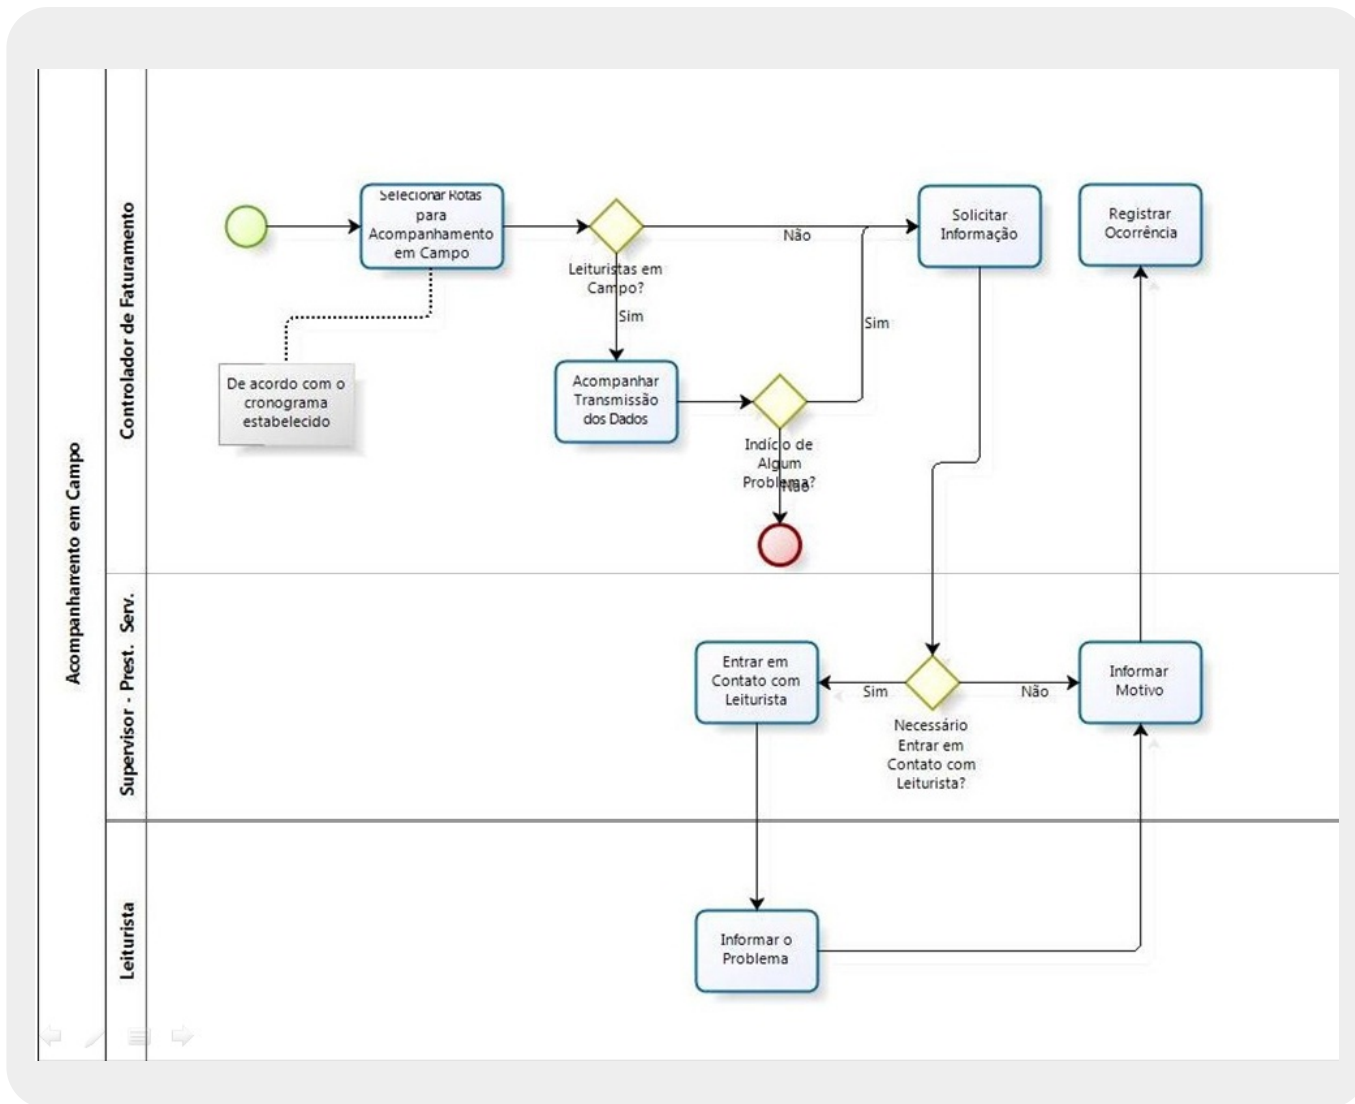 Acompanhamento em Campo
Controlador de Faturamento
Selecionar Rotas
para
Acompanhamento
em Campo
Leituristas em
Campo?
Não
Sim
Solicitar
Informação
Registrar
Ocorrência
De acordo com o
cronograma
estabelecido
Acompanhar
Transmissão
dos Dados
Sim
Indício de
Algum
Problema?
Não
Supervisor - Prest. Serv.
Entrar em
Contato com
Leiturista
Sim
Não
Necessário
Entrar em
Contato com
Leiturista?
Informar
Motivo
Leiturista
Informar o
Problema